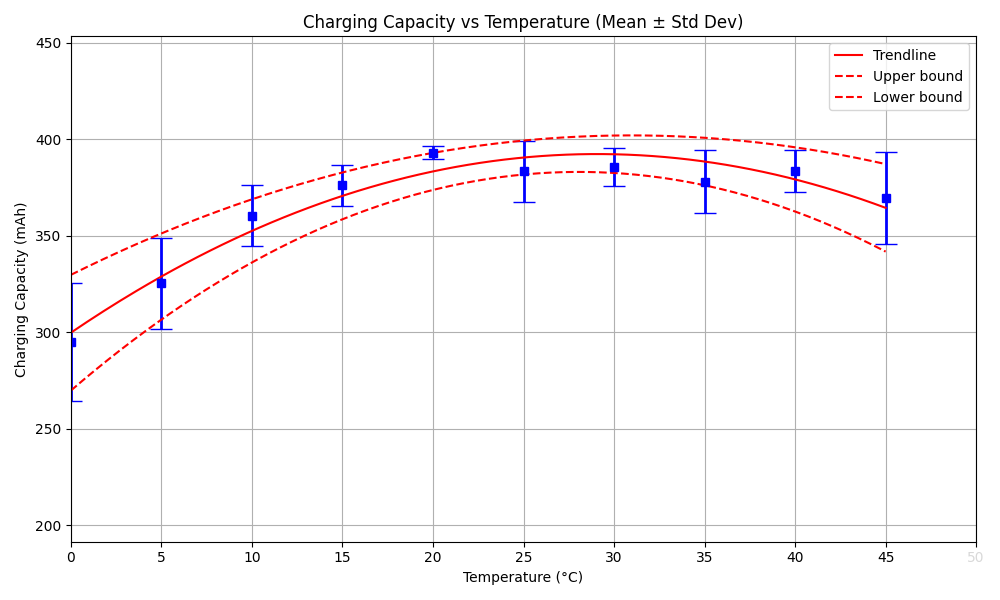 Charging Capacity vs Temperature (Mean ± Std Dev)
450
400
350
300
250
200
Charging Capacity (mAh)
Trendline
Upper bound
Lower bound
0 5 10 15 20 25 30 35 40 45 50
Temperature (°C)